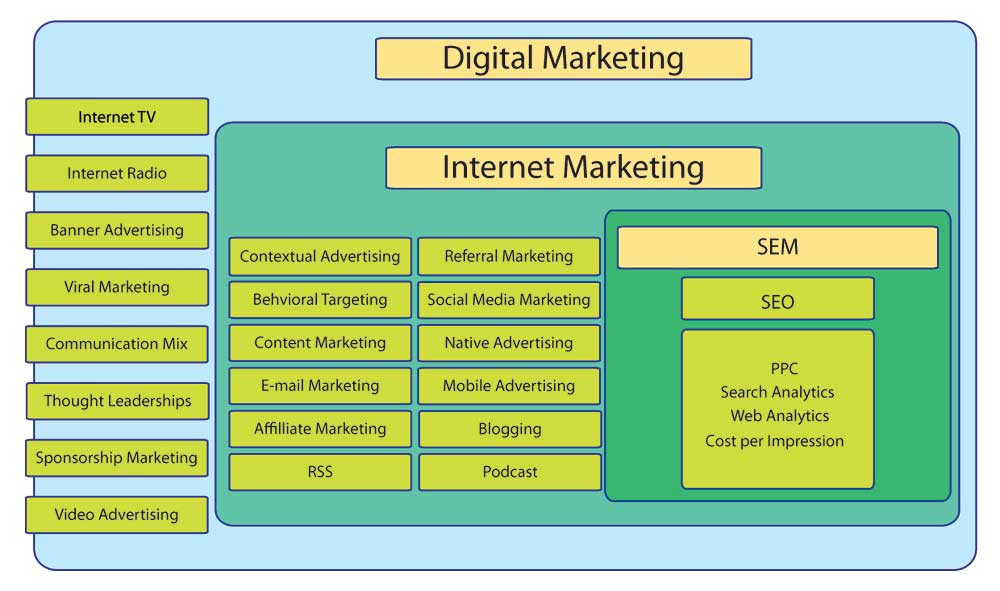 Digital Marketing
Internet TV
Internet Radio
Banner Advertising
Viral Marketing
Communication Mix
Thought Leaderships
Sponsorship Marketing
Video Advertising
Internet Marketing
Contextual Advertising
Behvioral Targeting
Content Marketing
E-mail Marketing
Affilliate Marketing
RSS
Referral Marketing
Social Media Marketing
Native Advertising
Mobile Advertising
Blogging
Podcast
SEM
SEO
PPC
Search Analytics
Web Analytics
Cost per Impression